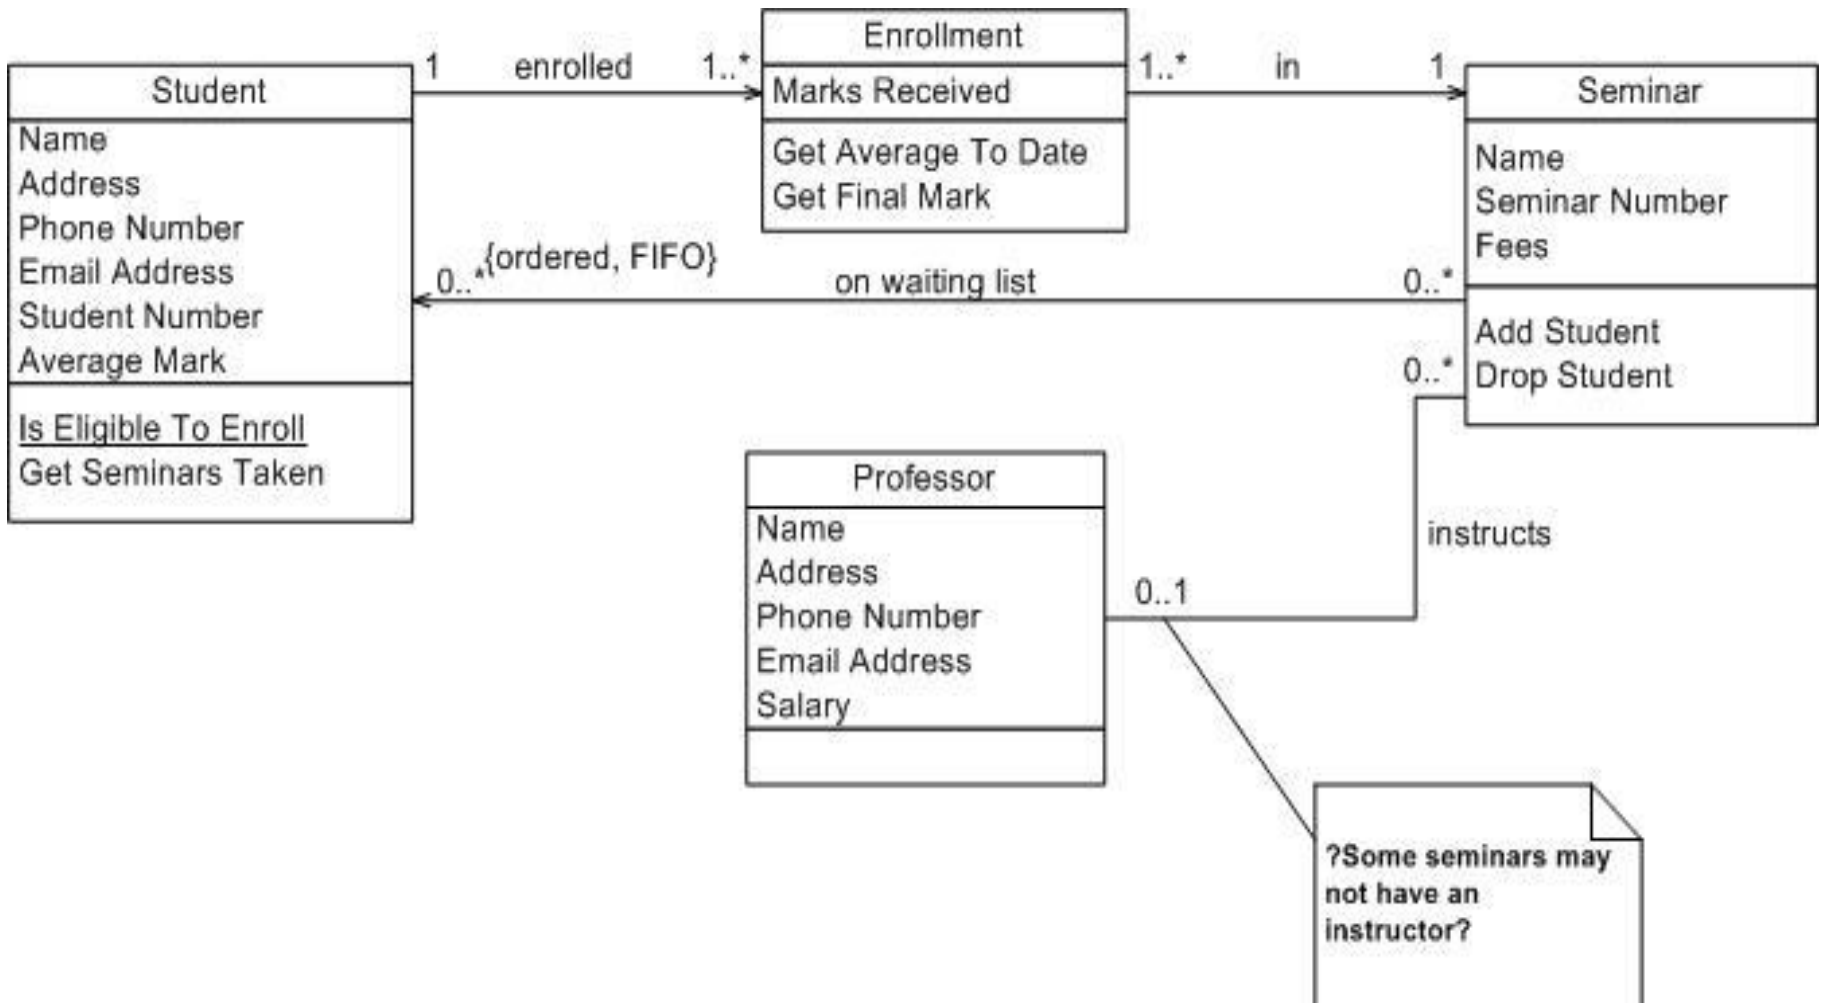 Student
Name
Address
Phone Number
Email Address
Student Number
Average Mark
Is Eligible To Enroll
Get Seminars Taken
1 enrolled 1..*
Enrollment
Marks Received
Get Average To Date
Get Final Mark
1..* in 1
Seminar
Name
Seminar Number
Fees
Add Student
Drop Student
{ordered, FIFO}
0..* on waiting list 0..*
0..*
instructs
0..1
Professor
Name
Address
Phone Number
Email Address
Salary
?Some seminars may
not have an
instructor?